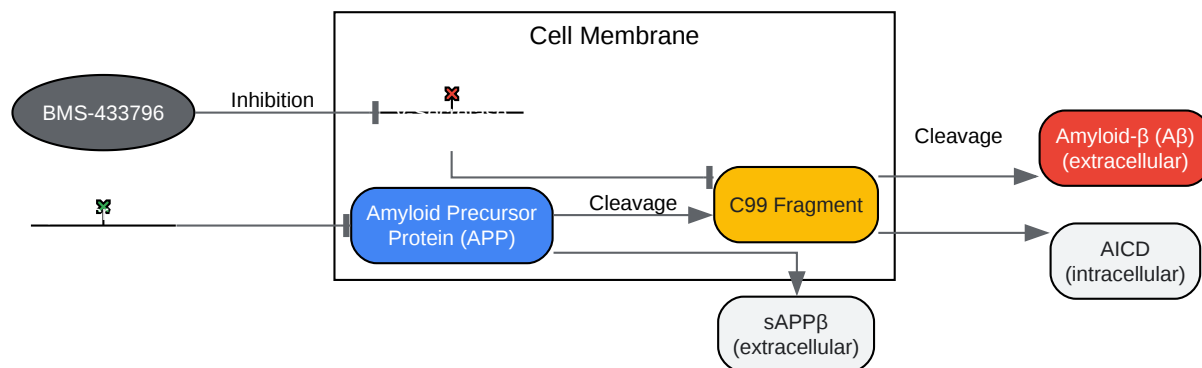 Cell Membrane
BMS-433796
Inhibition
Cleavage
Amyloid-β (Aβ)
(extracellular)
Amyloid Precursor
Protein (APP)
Cleavage
C99 Fragment
AICD
(intracellular)
sAPPβ
(extracellular)